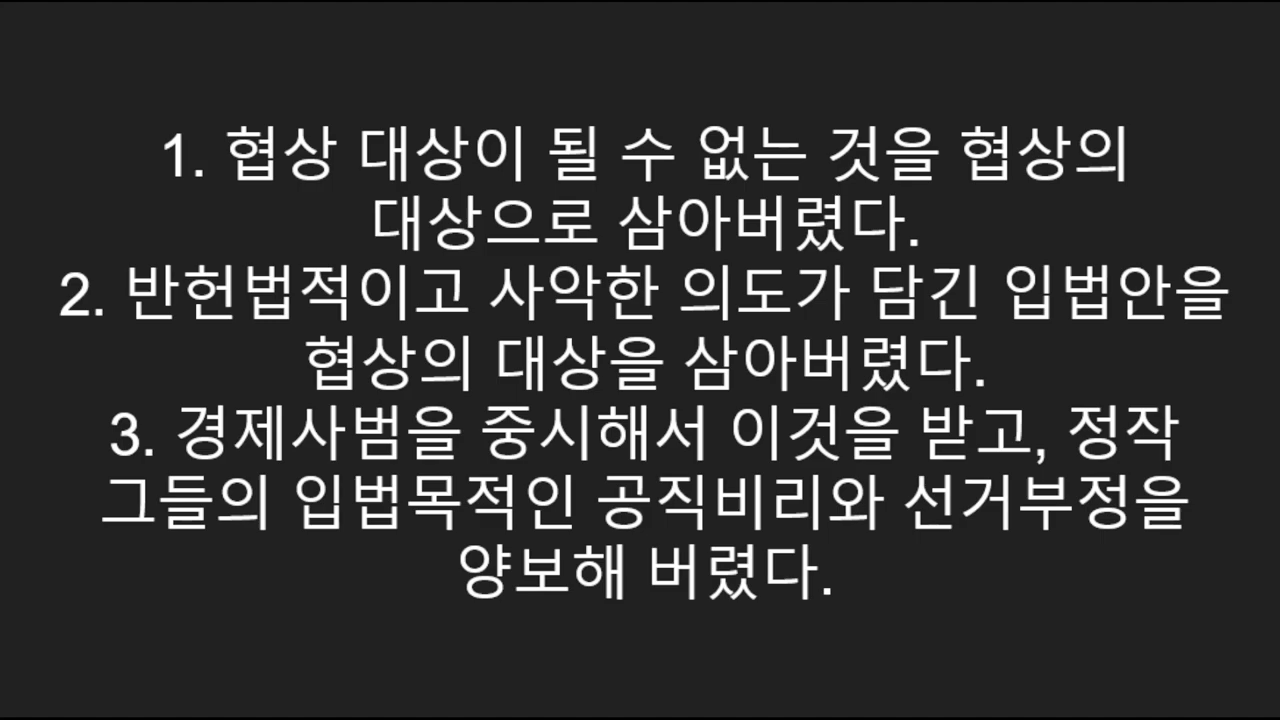 1. 협상 대상이 될 수 없는 것을 협상의
대상으로 삼아버렸다.
2. 반헌법적이고 사악한 의도가 담긴 입법안을
협상의 대상을 삼아버렸다.
3. 경제사범을 중시해서 이것을 받고, 정작
그들의 입법목적인 공직비리와 선거부정을
양보해 버렸다.